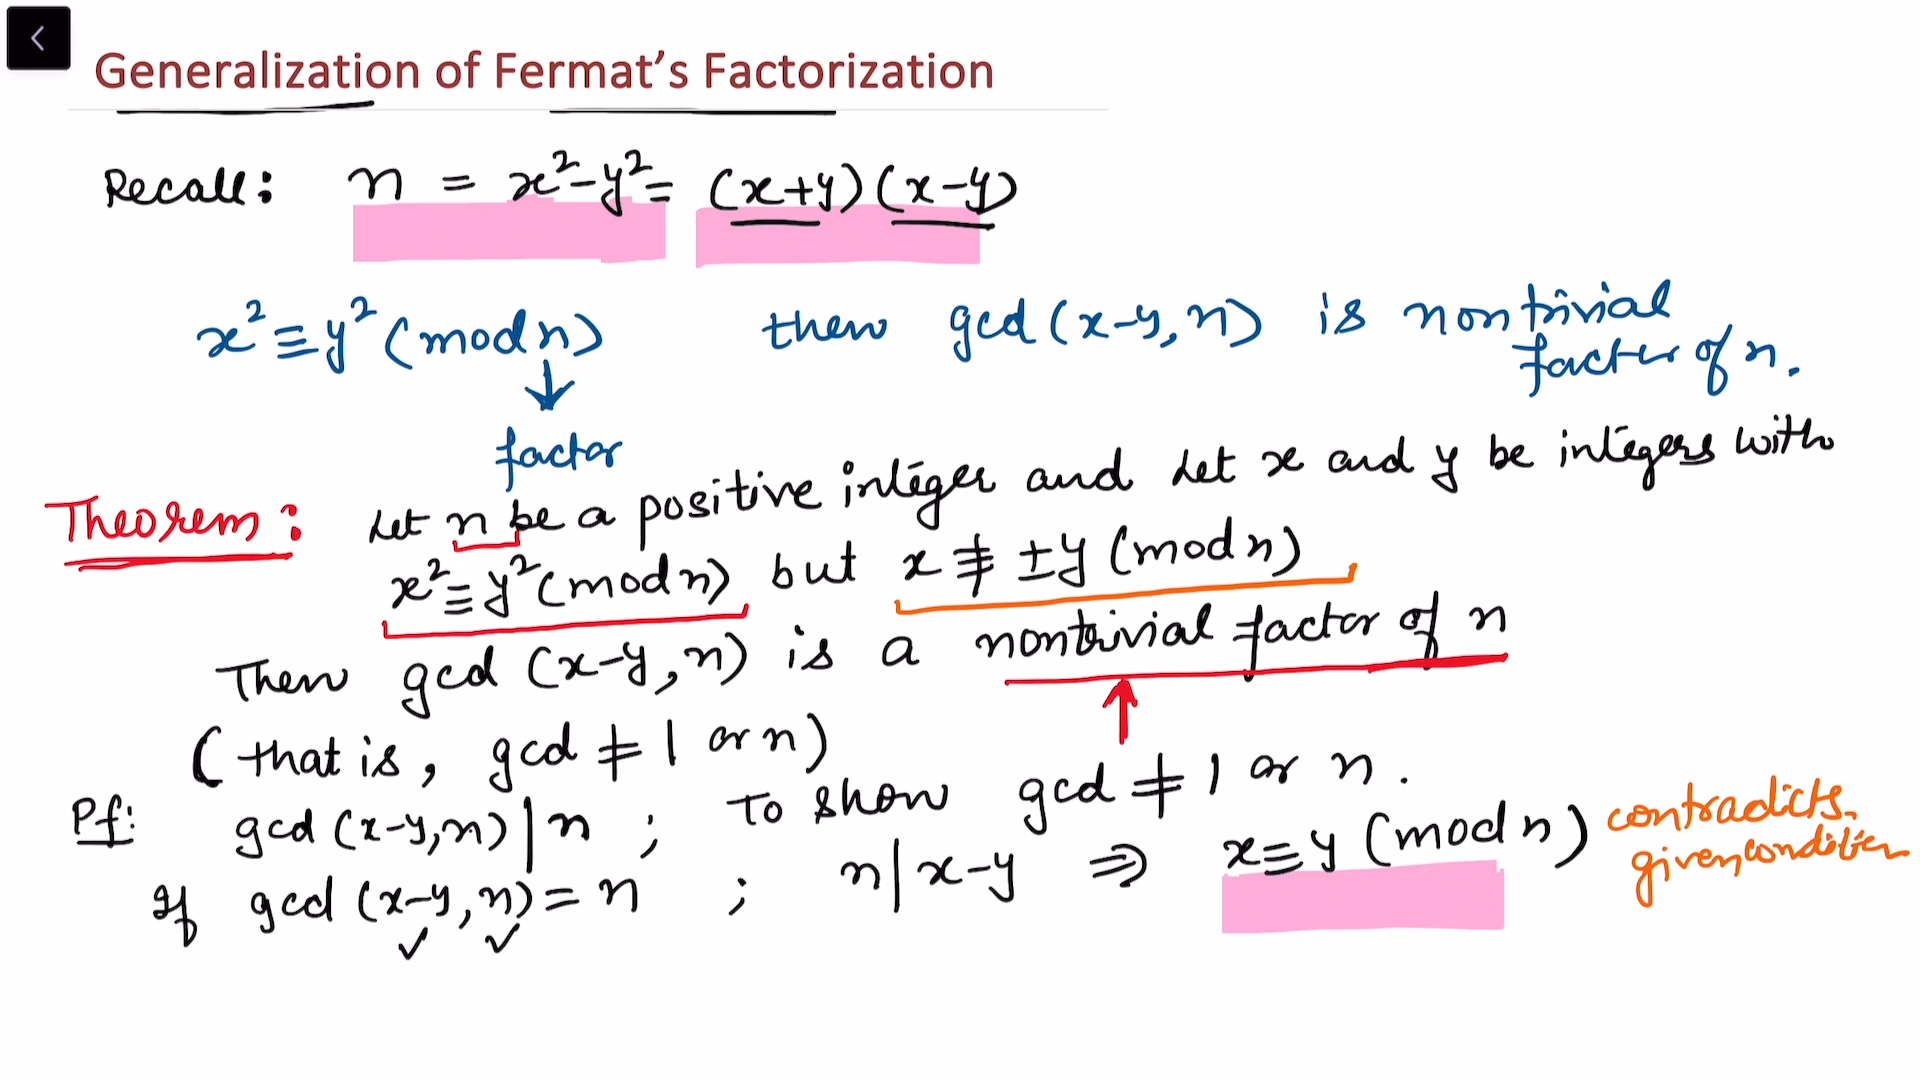 Generalization of Fermat's Factorization
Recall: n = x²-y² = (x+y)(x-y)
x² ≡ y² (mod n) then gcd (x-y, n) is nontrivial
factor of n.
factor
Theorem: Let n be a positive integer and Let x and y be integers with
x² ≡ y² (mod n) but x ≢ ±y (mod n)
Then gcd (x-y, n) is a nontrivial factor of n
(that is, gcd ≠ 1 or n)
Pf: gcd (x-y, n) | n ; To show gcd ≠ 1 or n.
If gcd (x-y, n) = n ; n | x-y ⇒ x ≡ y (mod n) contradicts
given condition